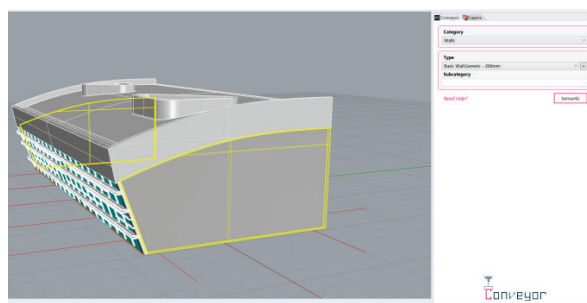 Conveyor Layers
Category
Walls
Type
Basic Wall:Generic - 200mm
Subcategory
Need Help?
Semantic
Conveyor